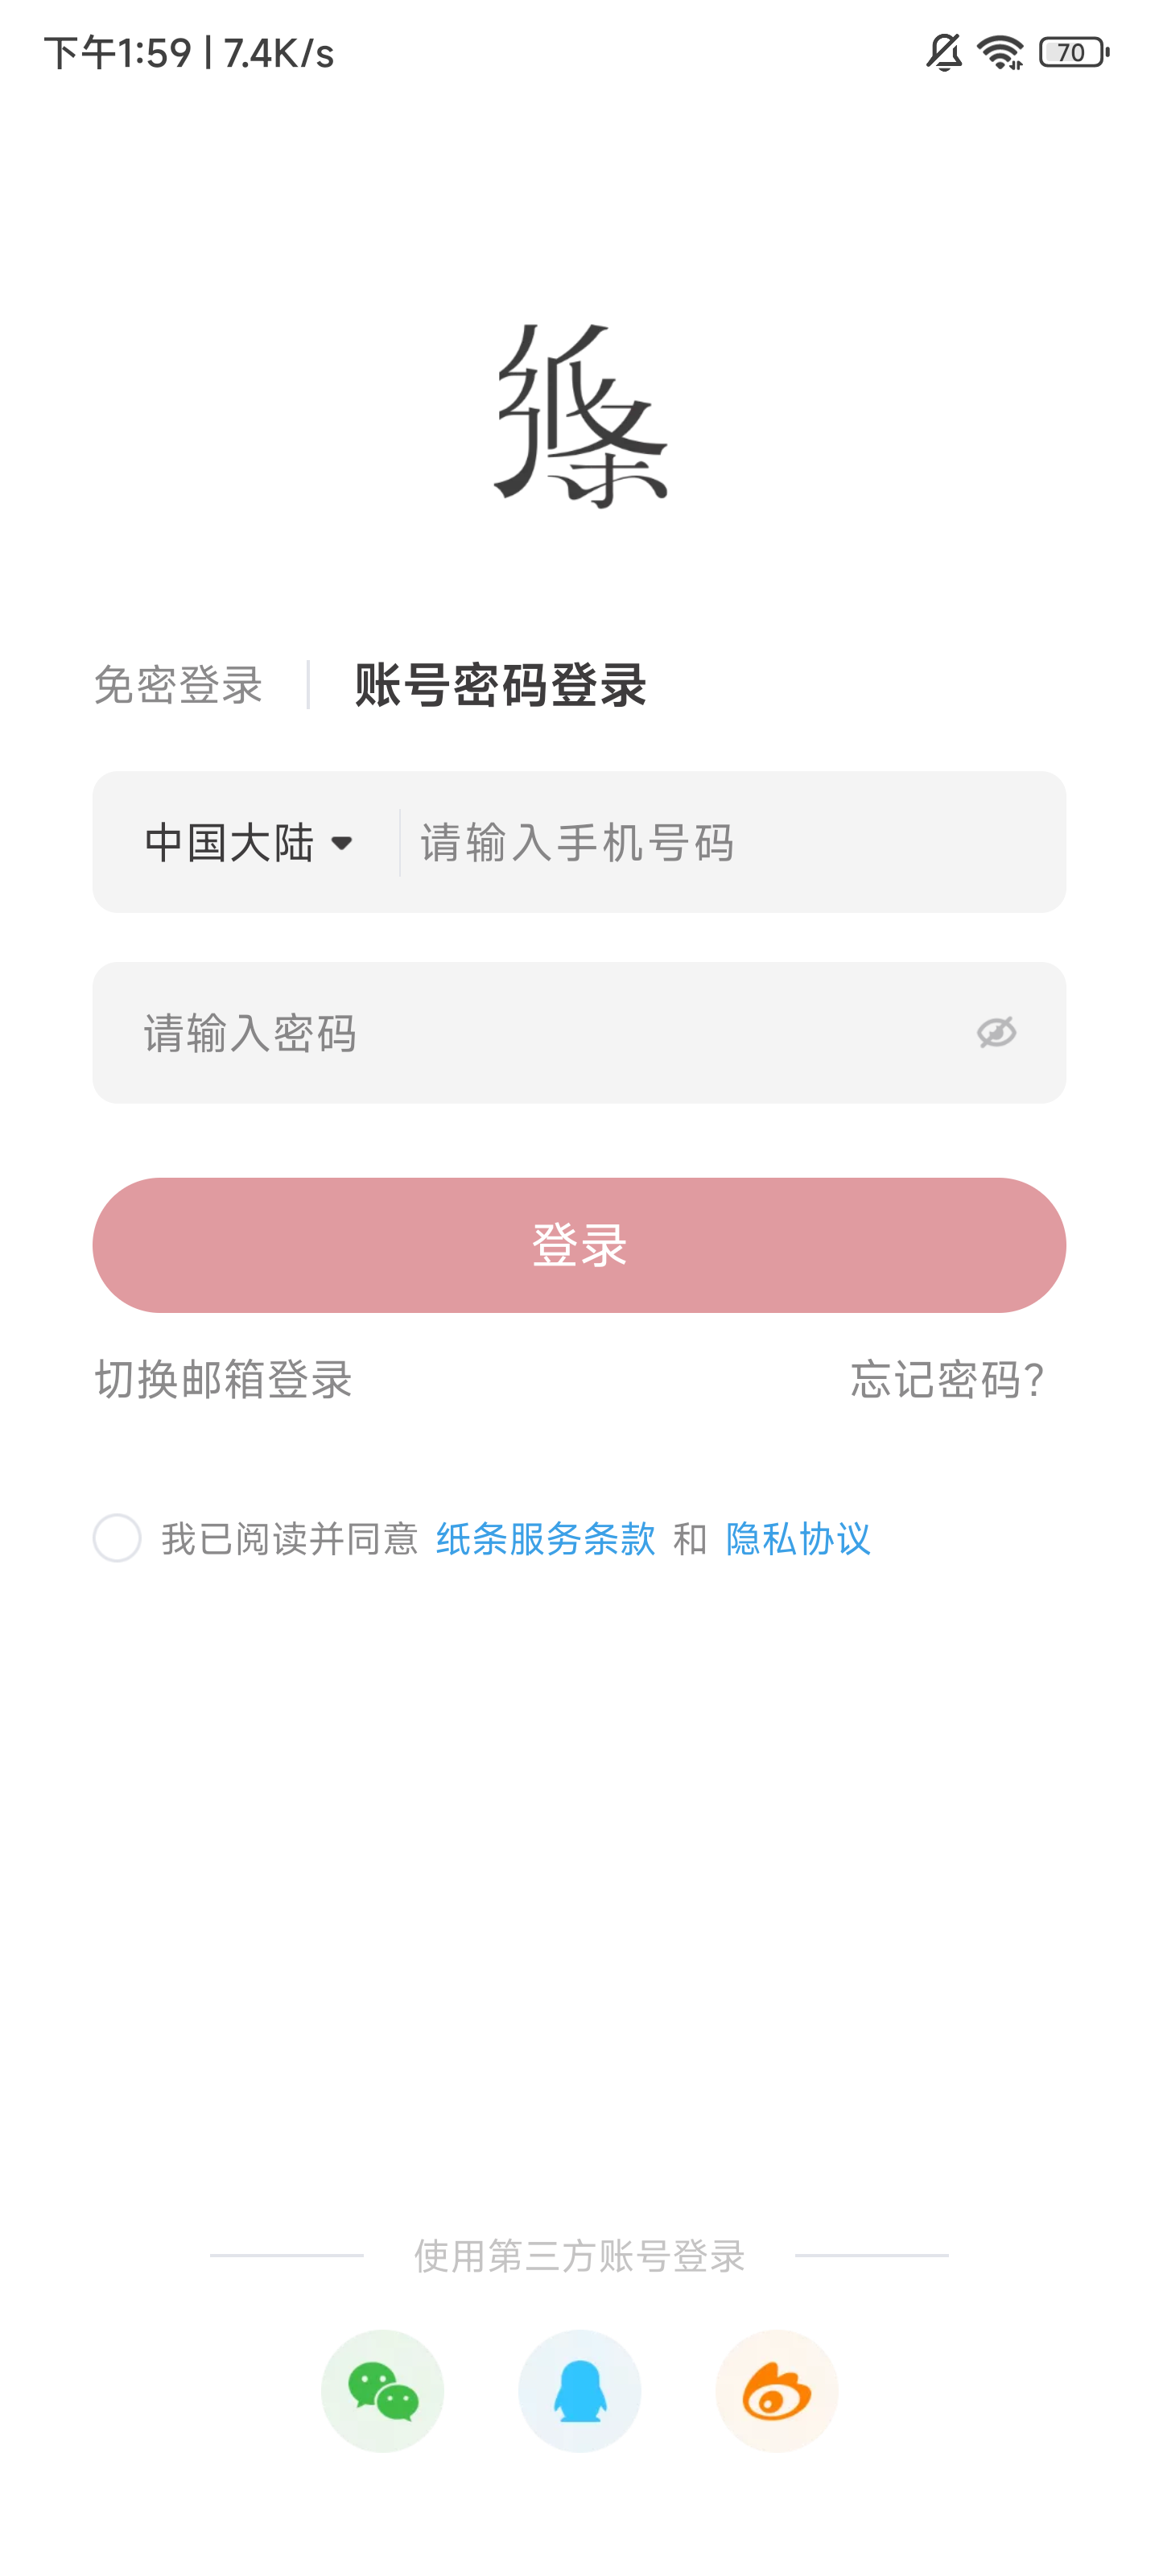 下午1:59 | 7.4K/s
70
纸条
免密登录 | 账号密码登录
中国大陆 请输入手机号码
请输入密码
登录
切换邮箱登录 忘记密码?
我已阅读并同意 纸条服务条款 和 隐私协议
使用第三方账号登录